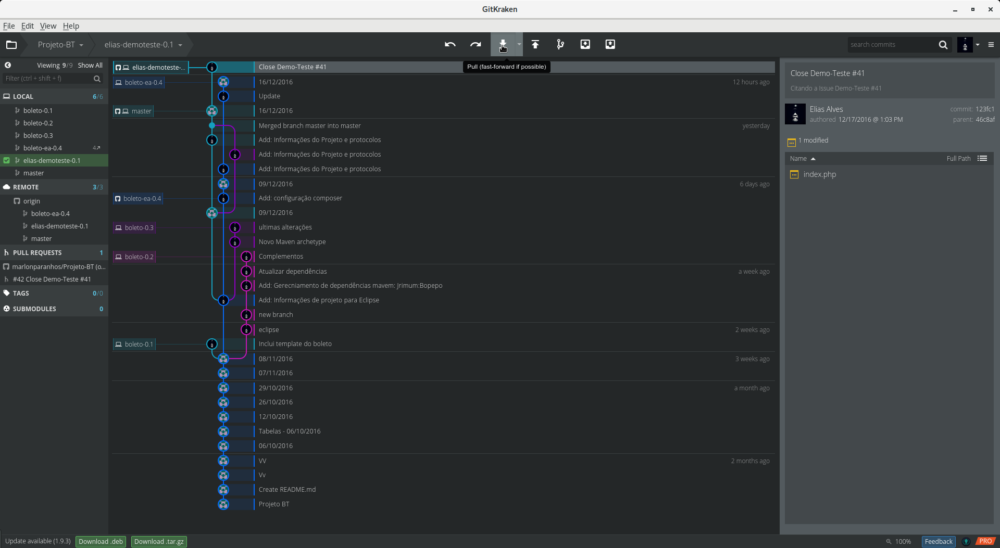 GitKraken
File Edit View Help
Projeto-BT elias-demoteste-0.1
search commits
Pull (fast-forward if possible)
Viewing 9/9 Show All
Filter (ctrl + shift + f)
LOCAL 6/6
boleto-0.1
boleto-0.2
boleto-0.3
boleto-ea-0.4 4↗
elias-demoteste-0.1
master
REMOTE 3/3
origin
boleto-ea-0.4
elias-demoteste-0.1
master
PULL REQUESTS 1
marlonparanhos/Projeto-BT (o...
#42 Close Demo-Teste #41
TAGS 0/0
SUBMODULES 0
elias-demoteste-... Close Demo-Teste #41
boleto-ea-0.4 16/12/2016 12 hours ago
Update
master 16/12/2016
Merged branch master into master yesterday
Add: Informações do Projeto e protocolos
Add: Informações do Projeto e protocolos
Add: Informações do Projeto e protocolos
09/12/2016 6 days ago
boleto-ea-0.4 Add: configuração composer
09/12/2016
boleto-0.3 ultimas alterações
Novo Maven archetype
boleto-0.2 Complementos
Atualizar dependências a week ago
Add: Gerecniamento de dependências mavem: Jrimum:Bopepo
Add: Informações de projeto para Eclipse
new branch
eclipse 2 weeks ago
boleto-0.1 Inclui template do boleto
08/11/2016 3 weeks ago
07/11/2016
29/10/2016 a month ago
26/10/2016
12/10/2016
Tabelas - 06/10/2016
06/10/2016
VV 2 months ago
Vv
Create README.md
Projeto BT
Close Demo-Teste #41
Citando a Issue Demo-Teste #41
Elias Alves commit: 123fc1
authored 12/17/2016 @ 1:03 PM parent: 46c8af
1 modified
Name Full Path
index.php
Update available (1.9.3) Download .deb Download .tar.gz 100% Feedback PRO